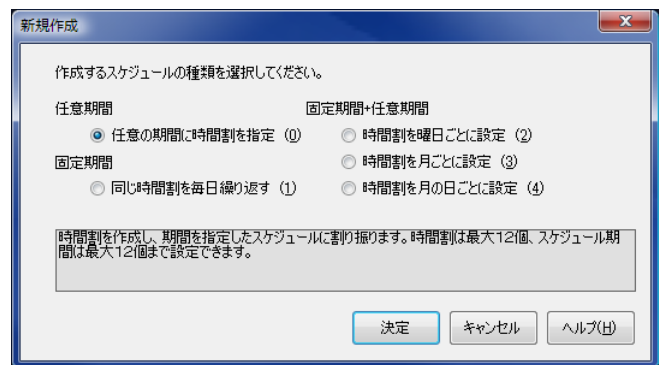 新規作成
作成するスケジュールの種類を選択してください。
任意期間
任意の期間に時間割を指定 (0)
固定期間
同じ時間割を毎日繰り返す (1)
固定期間+任意期間
時間割を曜日ごとに設定 (2)
時間割を月ごとに設定 (3)
時間割を月の日ごとに設定 (4)
時間割を作成し、期間を指定したスケジュールに割り振ります。時間割は最大12個、スケジュール期
間は最大12個まで設定できます。
決定
キャンセル
ヘルプ(H)